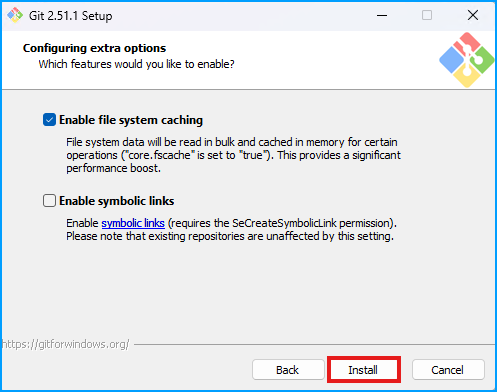 Git 2.51.1 Setup
Configuring extra options
Which features would you like to enable?
Enable file system caching
File system data will be read in bulk and cached in memory for certain
operations ("core.fscache" is set to "true"). This provides a significant
performance boost.
Enable symbolic links
Enable symbolic links (requires the SeCreateSymbolicLink permission).
Please note that existing repositories are unaffected by this setting.
https://gitforwindows.org/
Back Install Cancel